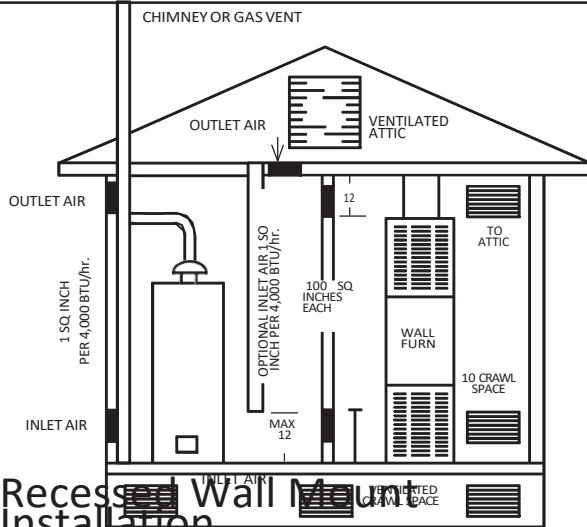 CHIMNEY OR GAS VENT
OUTLET AIR
VENTILATED
ATTIC
OUTLET AIR
12
TO
ATTIC
1 SQ INCH
PER 4,000 BTU/hr.
OPTIONAL INLET AIR 1 SO
INCH PER 4,000 BTU/hr.
100 SQ
INCHES
EACH
WALL
FURN
10 CRAWL
SPACE
INLET AIR
MAX
12
INLET AIR
VENTILATED
CRAWL SPACE
Recessed Wall Mount
Installation